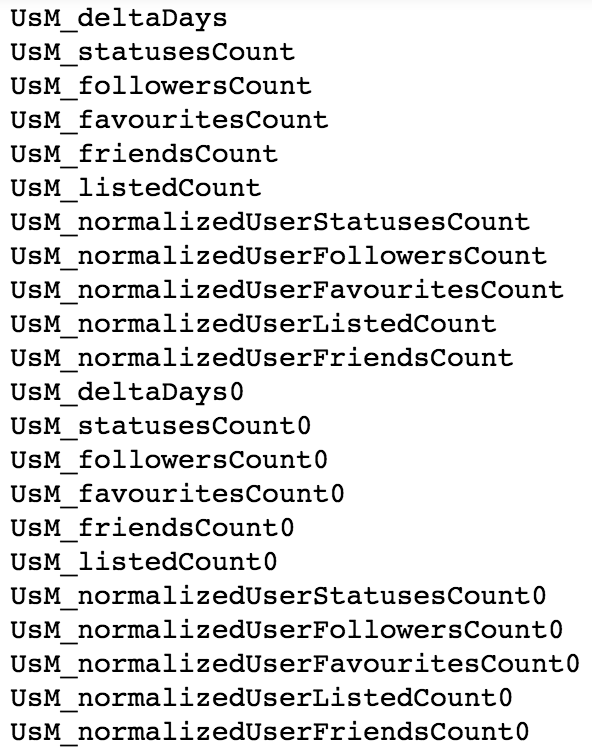 UsM_deltaDays
UsM_statusesCount
UsM_followersCount
UsM_favouritesCount
UsM_friendsCount
UsM_listedCount
UsM_normalizedUserStatusesCount
UsM_normalizedUserFollowersCount
UsM_normalizedUserFavouritesCount
UsM_normalizedUserListedCount
UsM_normalizedUserFriendsCount
UsM_deltaDays0
UsM_statusesCount0
UsM_followersCount0
UsM_favouritesCount0
UsM_friendsCount0
UsM_listedCount0
UsM_normalizedUserStatusesCount0
UsM_normalizedUserFollowersCount0
UsM_normalizedUserFavouritesCount0
UsM_normalizedUserListedCount0
UsM_normalizedUserFriendsCount0